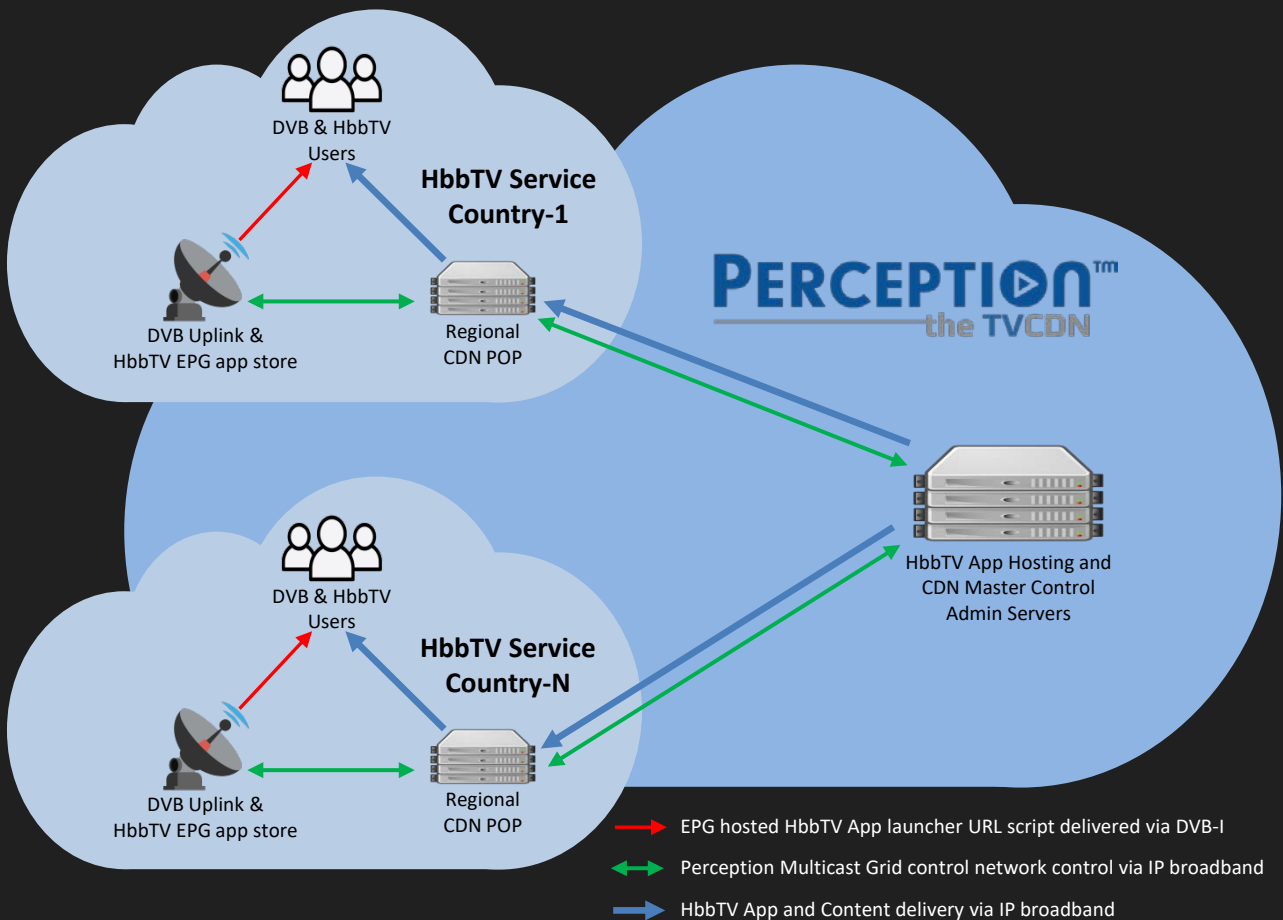 DVB & HbbTV
Users
HbbTV Service
Country-1
DVB Uplink &
HbbTV EPG app store
Regional
CDN POP
PERCEPTION™
the TVCDN
HbbTV App Hosting and
CDN Master Control
Admin Servers
DVB & HbbTV
Users
HbbTV Service
Country-N
DVB Uplink &
HbbTV EPG app store
Regional
CDN POP
EPG hosted HbbTV App launcher URL script delivered via DVB-I
Perception Multicast Grid control network control via IP broadband
HbbTV App and Content delivery via IP broadband